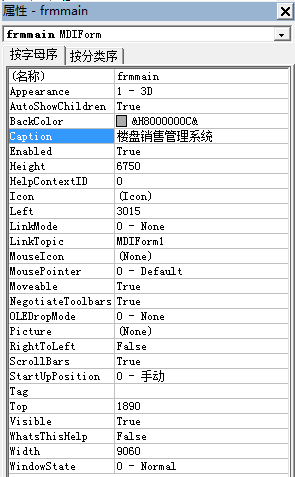 属性 - frmmain
frmmain MDIForm
按字母序 按分类序
(名称) frmmain
Appearance 1 - 3D
AutoShowChildren True
BackColor &H8000000C&
Caption 楼盘销售管理系统
Enabled True
Height 6750
HelpContextID 0
Icon (Icon)
Left 3015
LinkMode 0 - None
LinkTopic MDIForm1
MouseIcon (None)
MousePointer 0 - Default
Moveable True
NegotiateToolbars True
OLEDropMode 0 - None
Picture (None)
RightToLeft False
ScrollBars True
StartUpPosition 0 - 手动
Tag
Top 1890
Visible True
WhatsThisHelp False
Width 9060
WindowState 0 - Normal